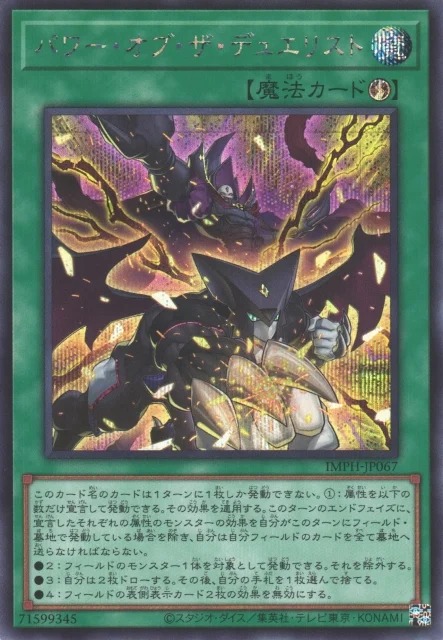 パワー・オブ・ザ・デュエリスト
【魔法カード】
IMPH-JP067
このカード名のカードは1ターンに1枚しか発動できない。①:属性を以下の
数だけ宣言して発動できる。その効果を適用する。このターンのエンドフェイズに、
宣言したそれぞれの属性のモンスターの効果を自分がこのターンにフィールド・
墓地で発動している場合を除き、自分は自分フィールドのカードを全て墓地へ
送らなければならない。
●2:フィールドのモンスター1体を対象として発動できる。それを除外する。
●3:自分は2枚ドローする。その後、自分の手札を1枚選んで捨てる。
●4:フィールドの表側表示カード2枚の効果を無効にする。
71599345
©スタジオ・ダイス/集英社・テレビ東京・KONAMI